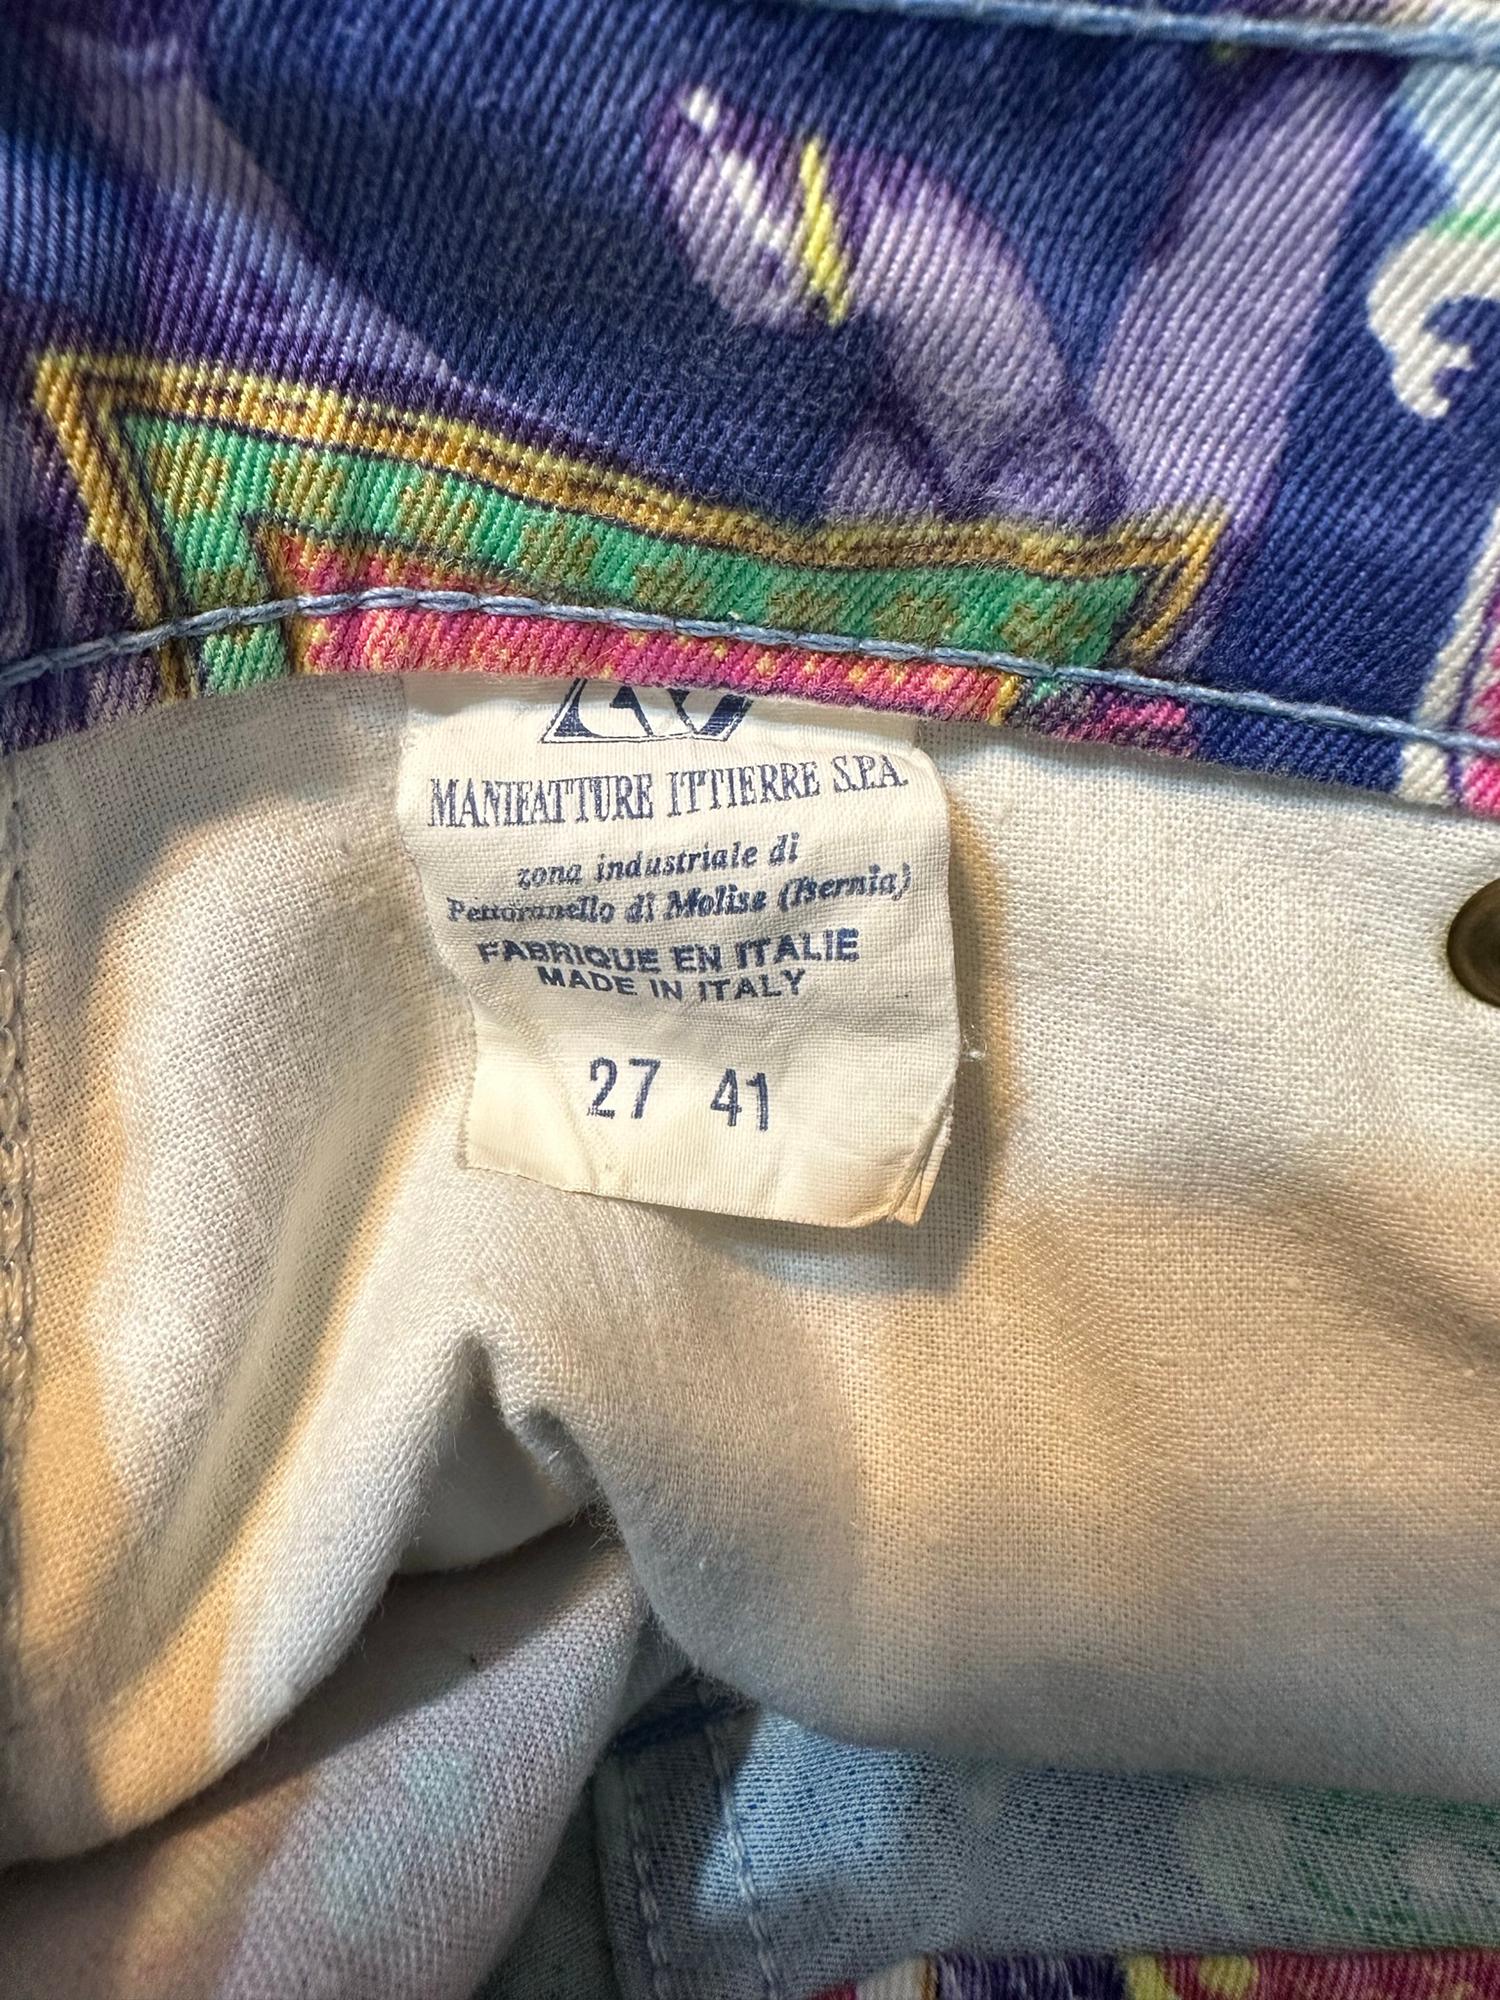 MANIFATTURE ITTIERRE S.P.A.
zona industriale di
Pettoranello di Molise (Isernia)
FABRIQUE EN ITALIE
MADE IN ITALY
27 41